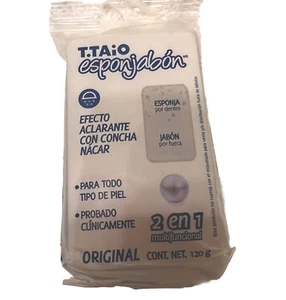 T.TAiO
esponjabón
EFECTO
ACLARANTE
CON CONCHA
NÁCAR
ESPONJA
por dentro
JABÓN
por fuera
•PARA TODO
TIPO DE PIEL
•PROBADO
CLÍNICAMENTE
2 en 1
multifuncional
ORIGINAL CONT. NET. 120 g